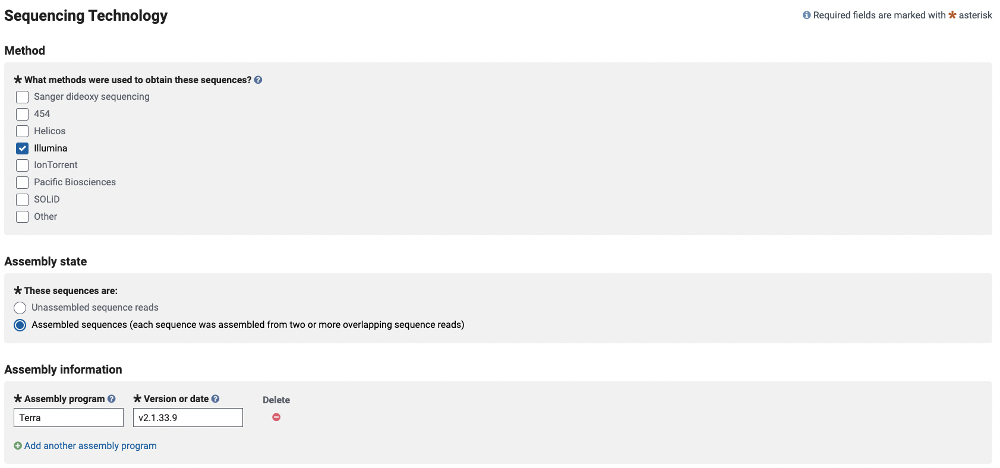 Sequencing Technology
Required fields are marked with * asterisk
Method
* What methods were used to obtain these sequences?
Sanger dideoxy sequencing
454
Helicos
Illumina
IonTorrent
Pacific Biosciences
SOLiD
Other
Assembly state
* These sequences are:
Unassembled sequence reads
Assembled sequences (each sequence was assembled from two or more overlapping sequence reads)
Assembly information
* Assembly program * Version or date Delete
Terra v2.1.33.9
Add another assembly program